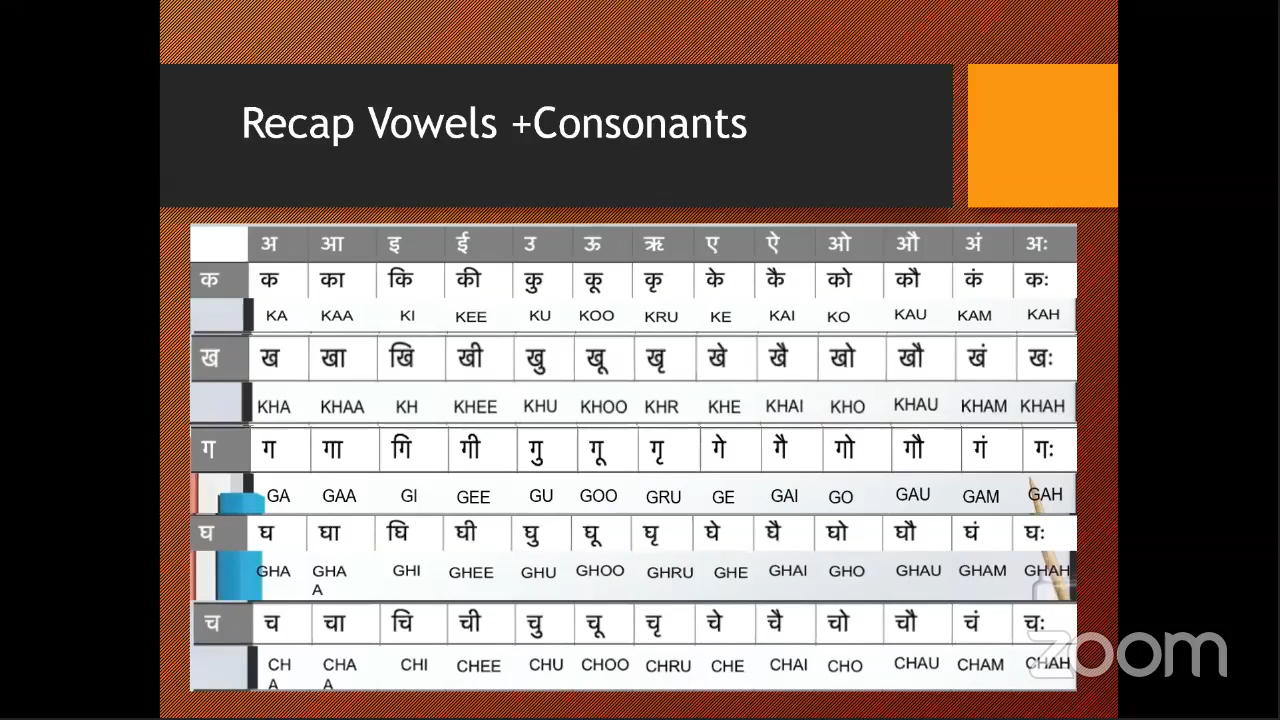 Recap Vowels +Consonants
अ आ इ ई उ ऊ ऋ ए ऐ ओ औ अं अः
क क का कि की कु कू कृ के कै को कौ कं कः
KA KAA KI KEE KU KOO KRU KE KAI KO KAU KAM KAH
ख ख खा खि खी खु खू खृ खे खै खो खौ खं खः
KHA KHAA KH KHEE KHU KHOO KHR KHE KHAI KHO KHAU KHAM KHAH
ग ग गा गि गी गु गू गृ गे गै गो गौ गं गः
GA GAA GI GEE GU GOO GRU GE GAI GO GAU GAM GAH
घ घ घा घि घी घु घू घृ घे घै घो घौ घं घः
GHA GHA GHI GHEE GHU GHOO GHRU GHE GHAI GHO GHAU GHAM GHAH
A
च च चा चि ची चु चू चृ चे चै चो चौ चं चः
CH CHA CHI CHEE CHU CHOO CHRU CHE CHAI CHO CHAU CHAM CHAH
A A
zoom